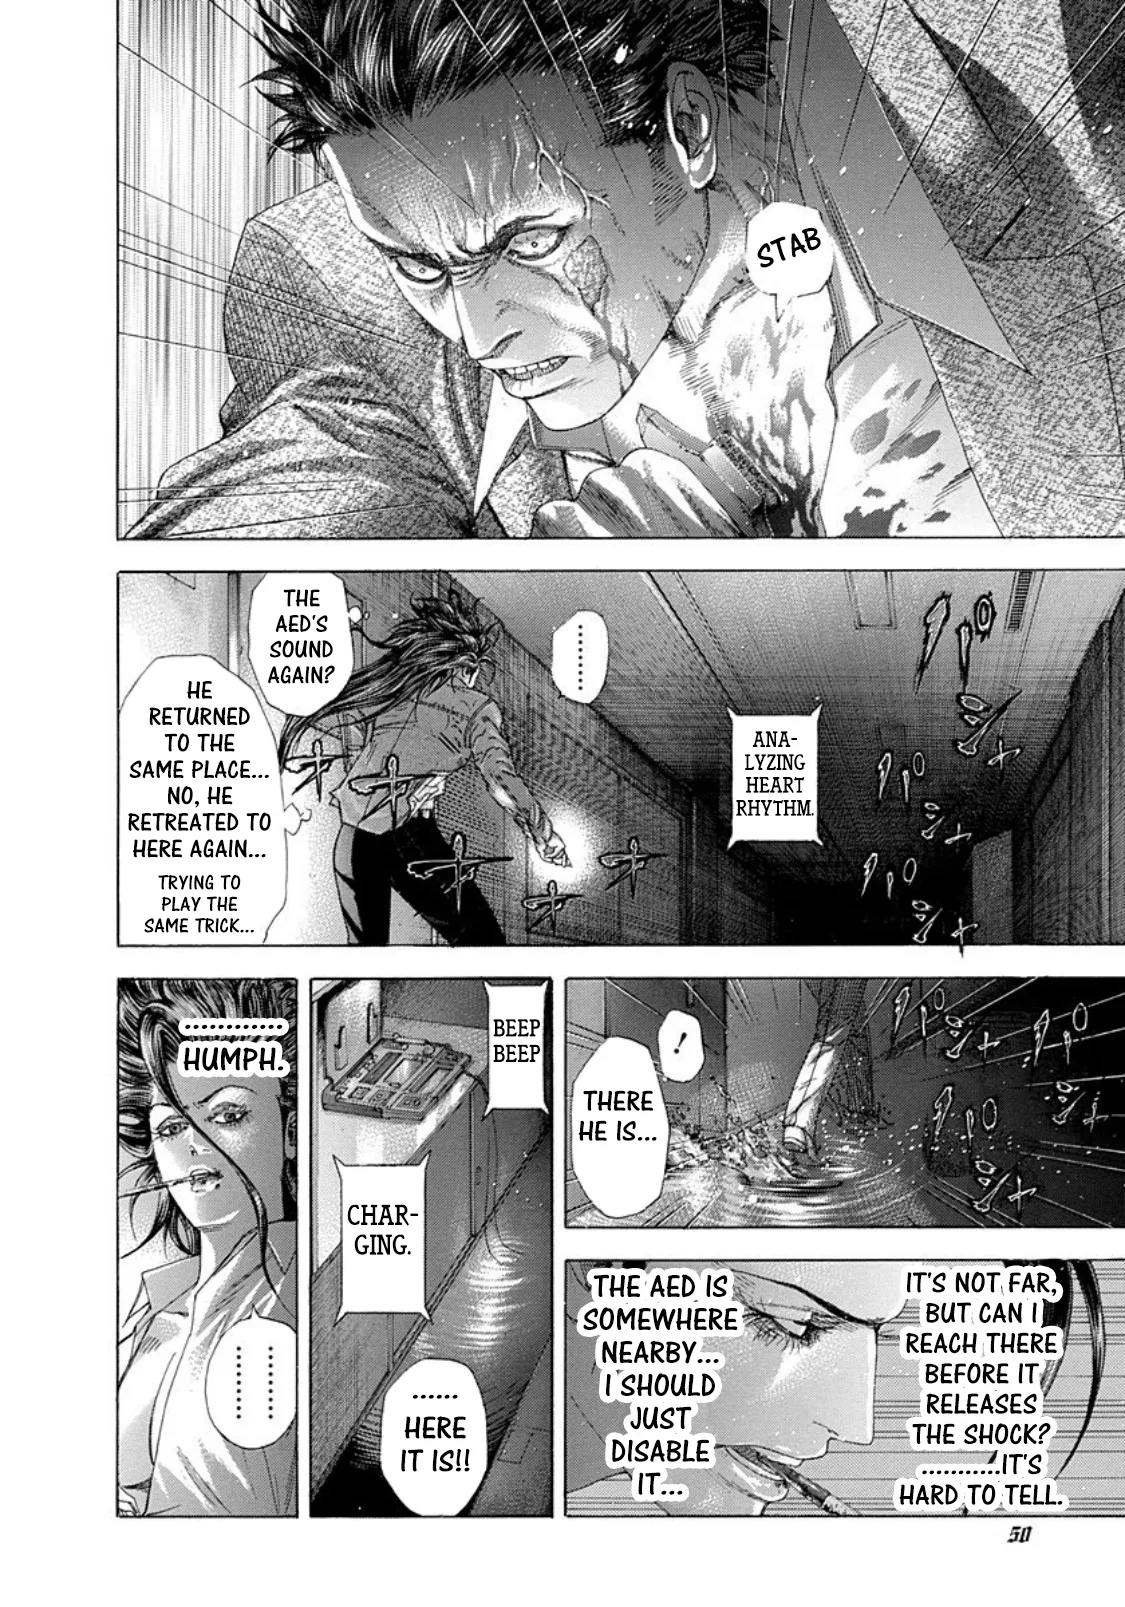 STAB
ANA-
LYZING
HEART
RHYTHM.
THE
AED'S
SOUND
AGAIN?
HE
RETURNED
TO THE
SAME PLACE...
NO, HE
RETREATED TO
HERE AGAIN...
TRYING TO
PLAY THE
SAME TRICK...
!
THERE
HE IS...
IT'S NOT FAR,
BUT CAN I
REACH THERE
BEFORE IT
RELEASES
THE SHOCK?
............IT'S
HARD TO TELL.
THE AED IS
SOMEWHERE
NEARBY...
I SHOULD
JUST
DISABLE
IT...
BEEP
BEEP
CHAR-
GING.
......
HERE
IT IS!!
............
HUMPH.
50